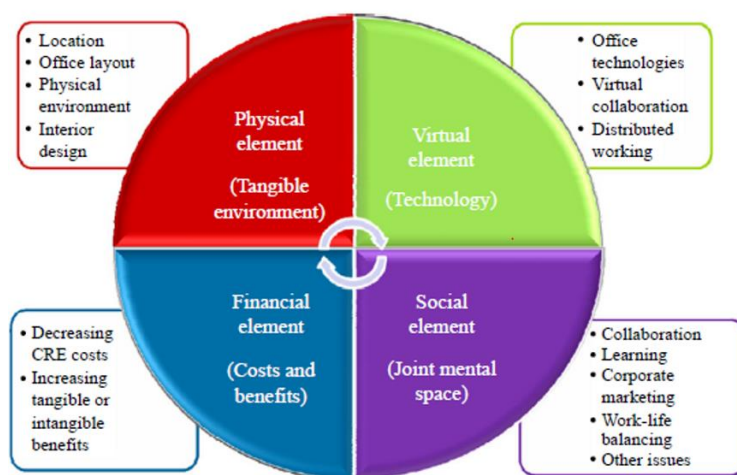 • Location
• Office layout
• Physical
environment
• Interior
design
• Office
technologies
• Virtual
collaboration
• Distributed
working
Physical
element
(Tangible
environment)
Virtual
element
(Technology)
Financial
element
(Costs and
benefits)
Social
element
(Joint mental
space)
• Decreasing
CRE costs
• Increasing
tangible or
intangible
benefits
• Collaboration
• Learning
• Corporate
marketing
• Work-life
balancing
• Other issues